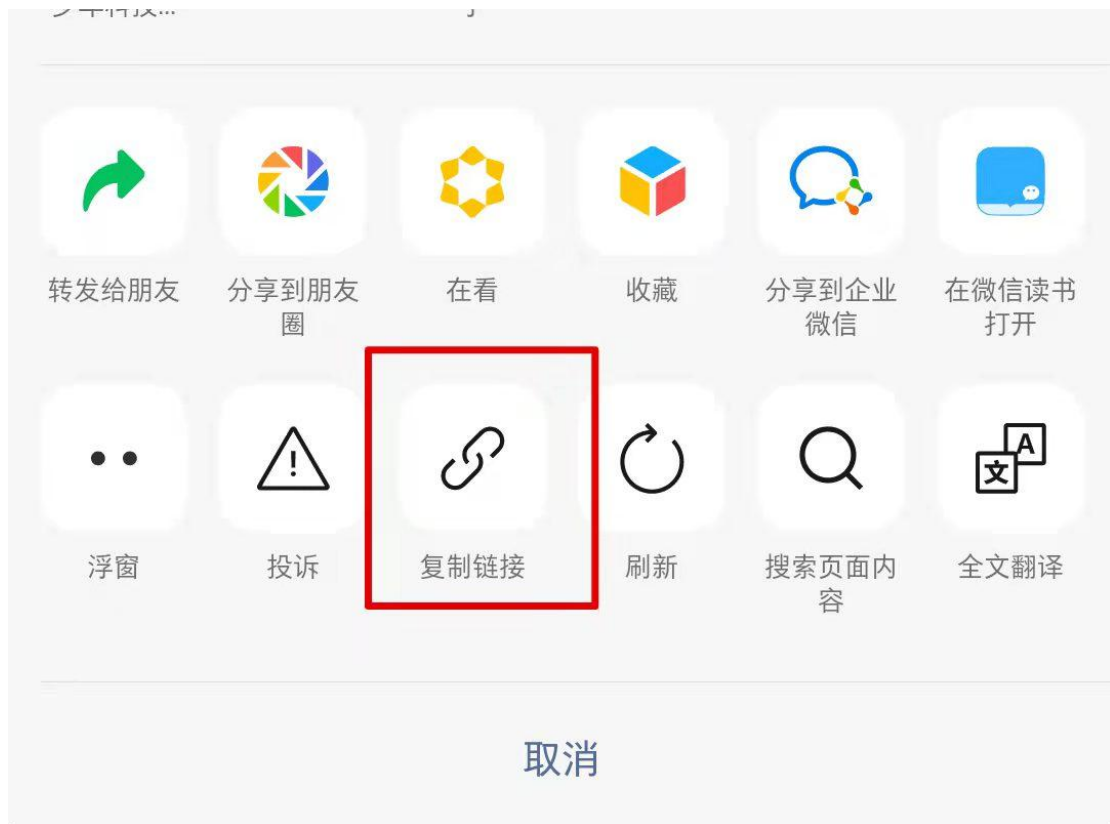 转发给朋友
分享到朋友
圈
在看
收藏
分享到企业
微信
在微信读书
打开
浮窗
投诉
复制链接
刷新
搜索页面内
容
A
文
全文翻译
取消